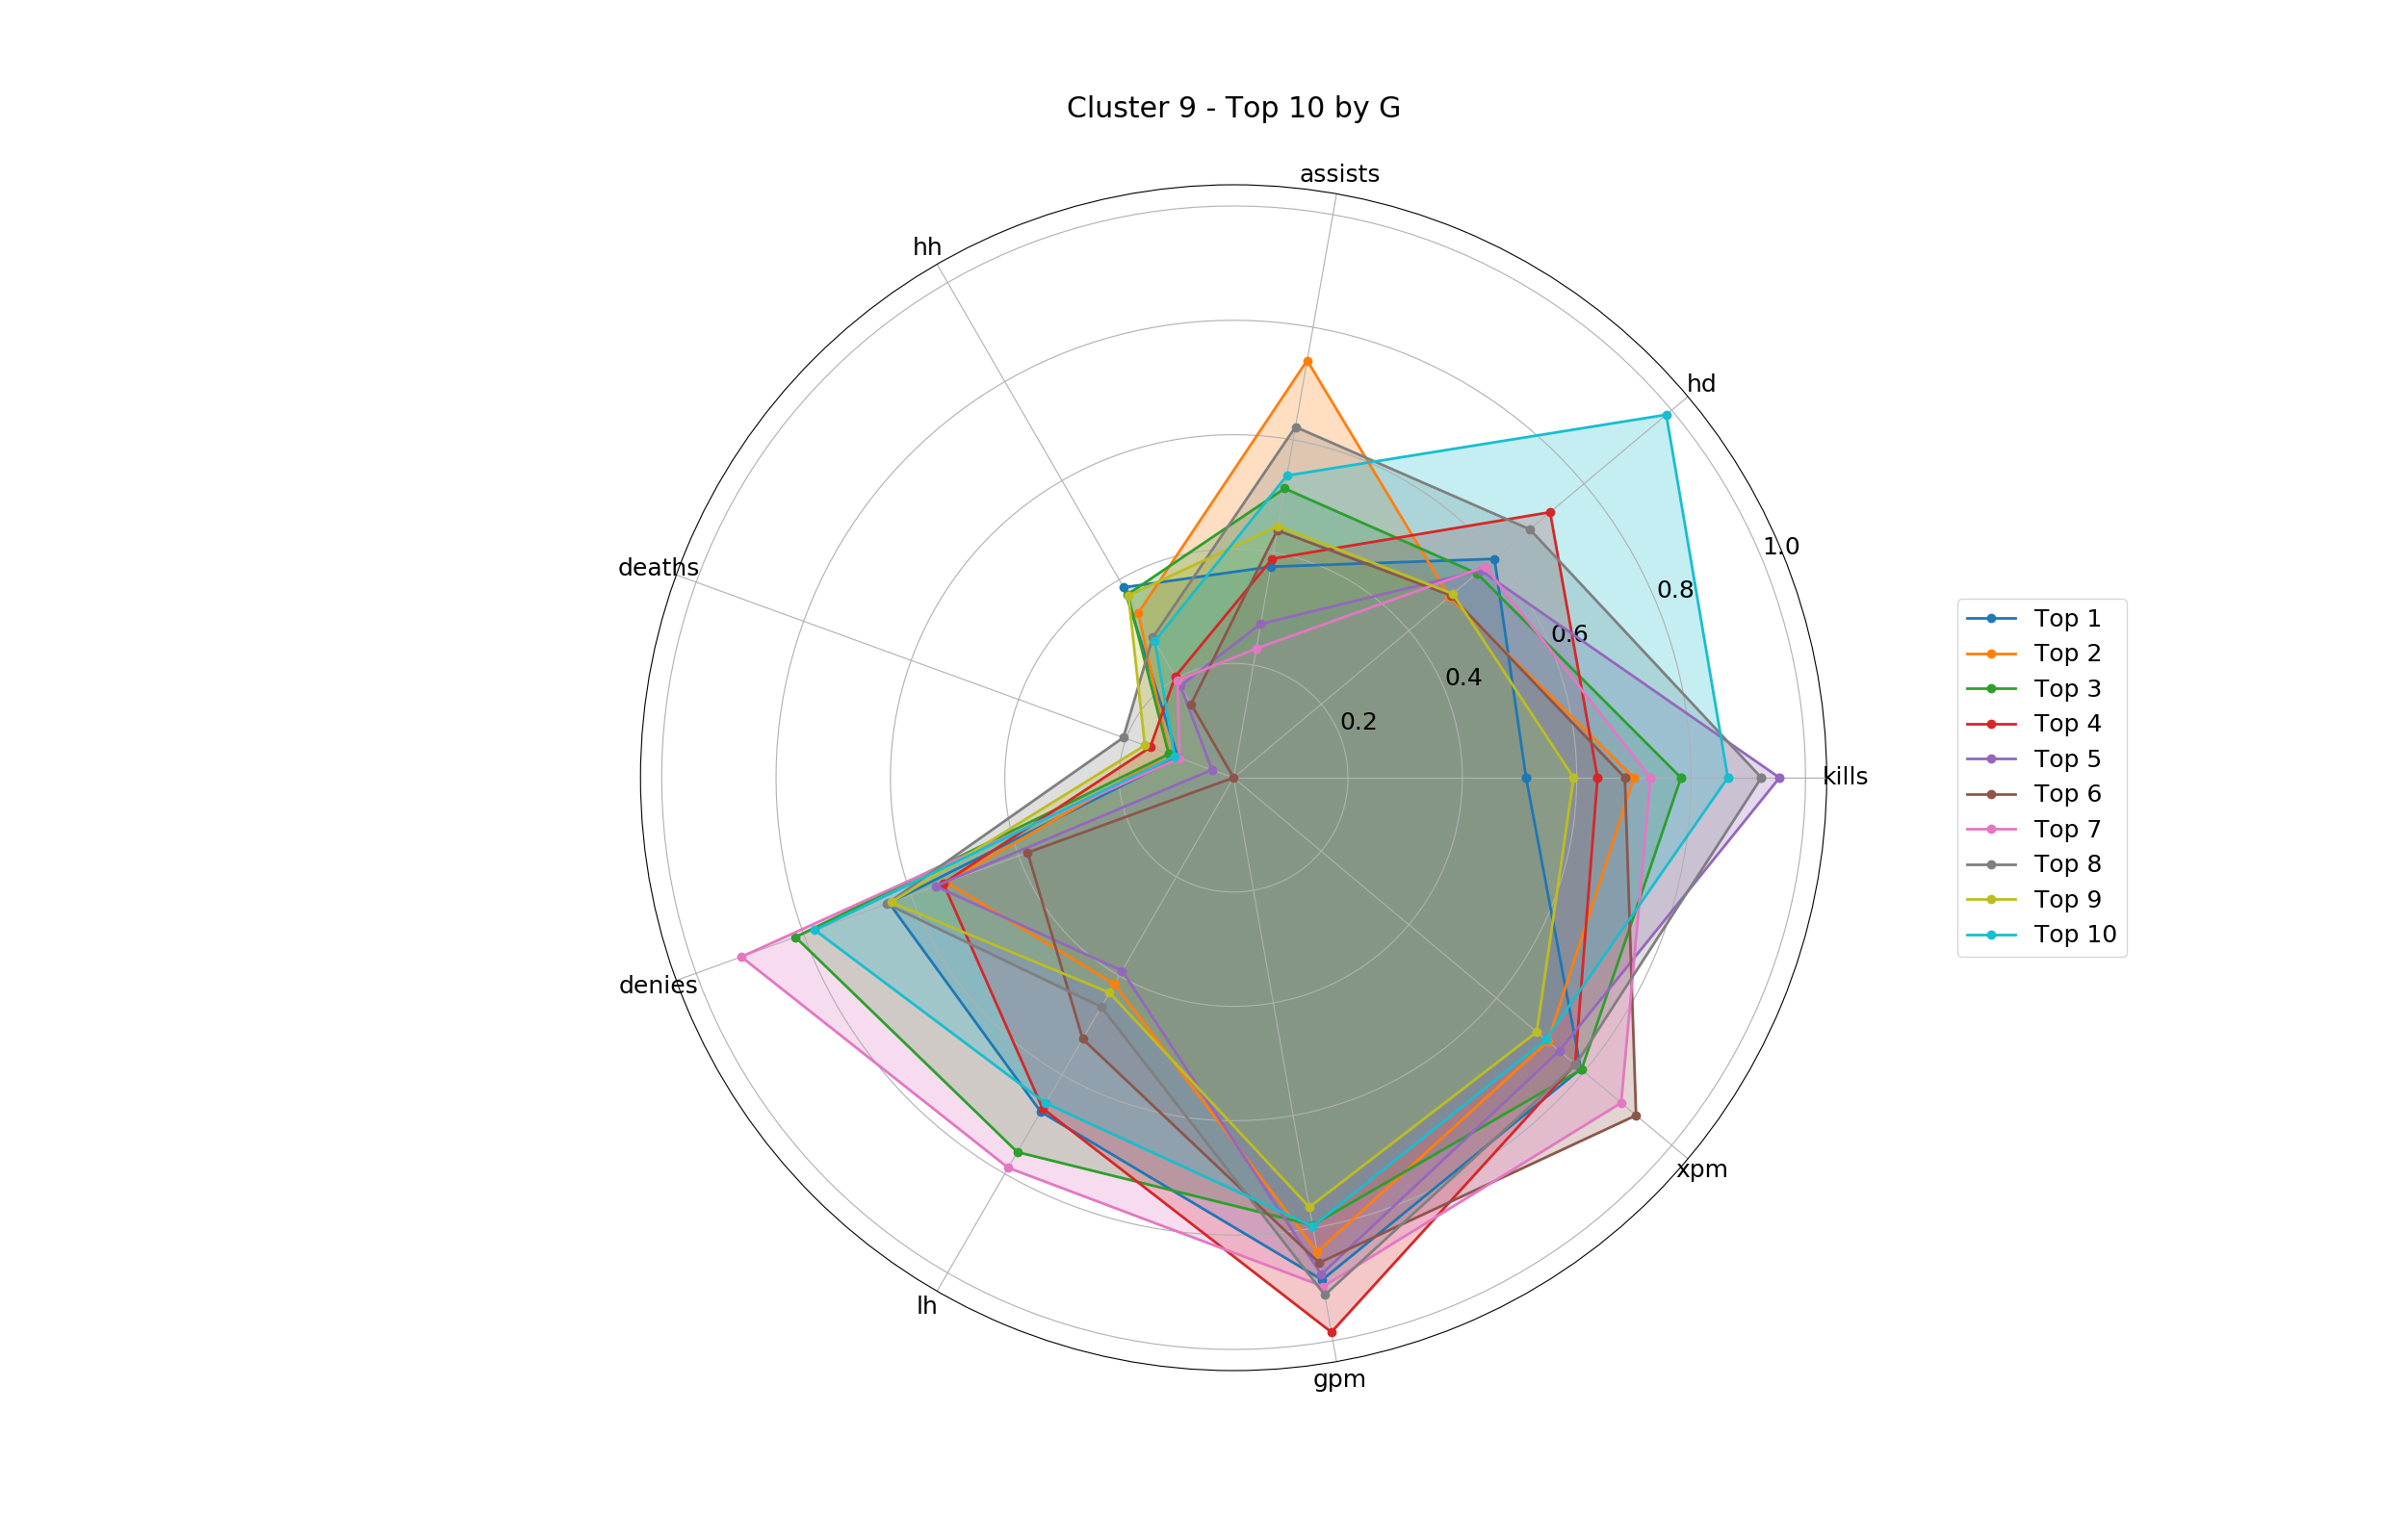 Cluster 9 - Top 10 by G
assists
hh
hd
deaths
1.0
0.8
0.6
0.4
0.2
kills
denies
xpm
lh
gpm
Top 1
Top 2
Top 3
Top 4
Top 5
Top 6
Top 7
Top 8
Top 9
Top 10